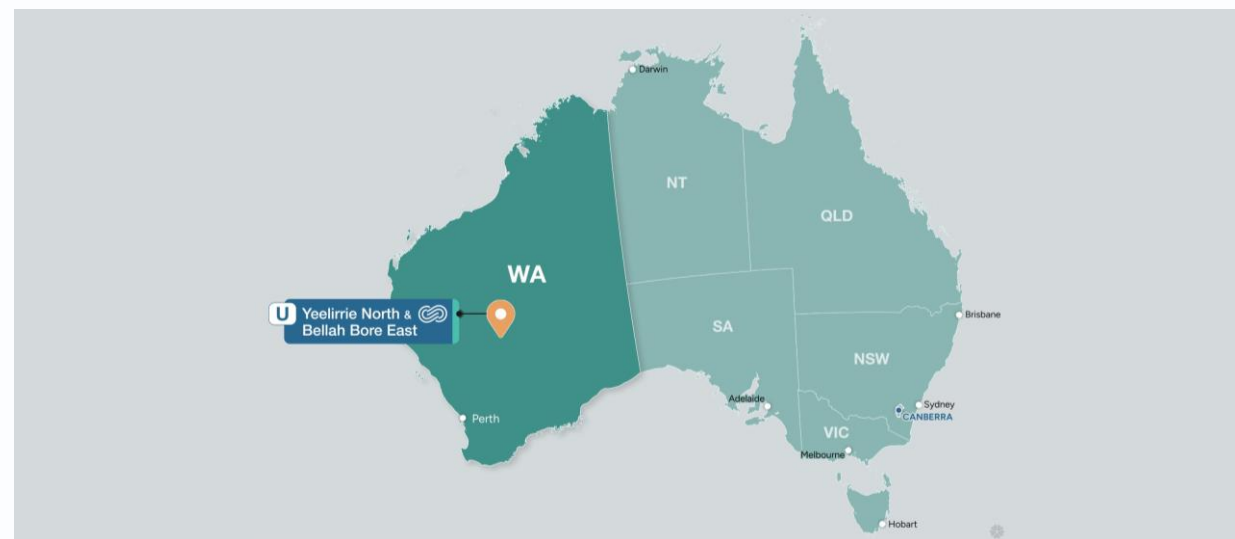 Darwin
NT
QLD
WA
U
Yeelirrie North &
Bellah Bore East
SA
Brisbane
NSW
Adelaide
Sydney
CANBERRA
Perth
VIC
Melbourne
Hobart